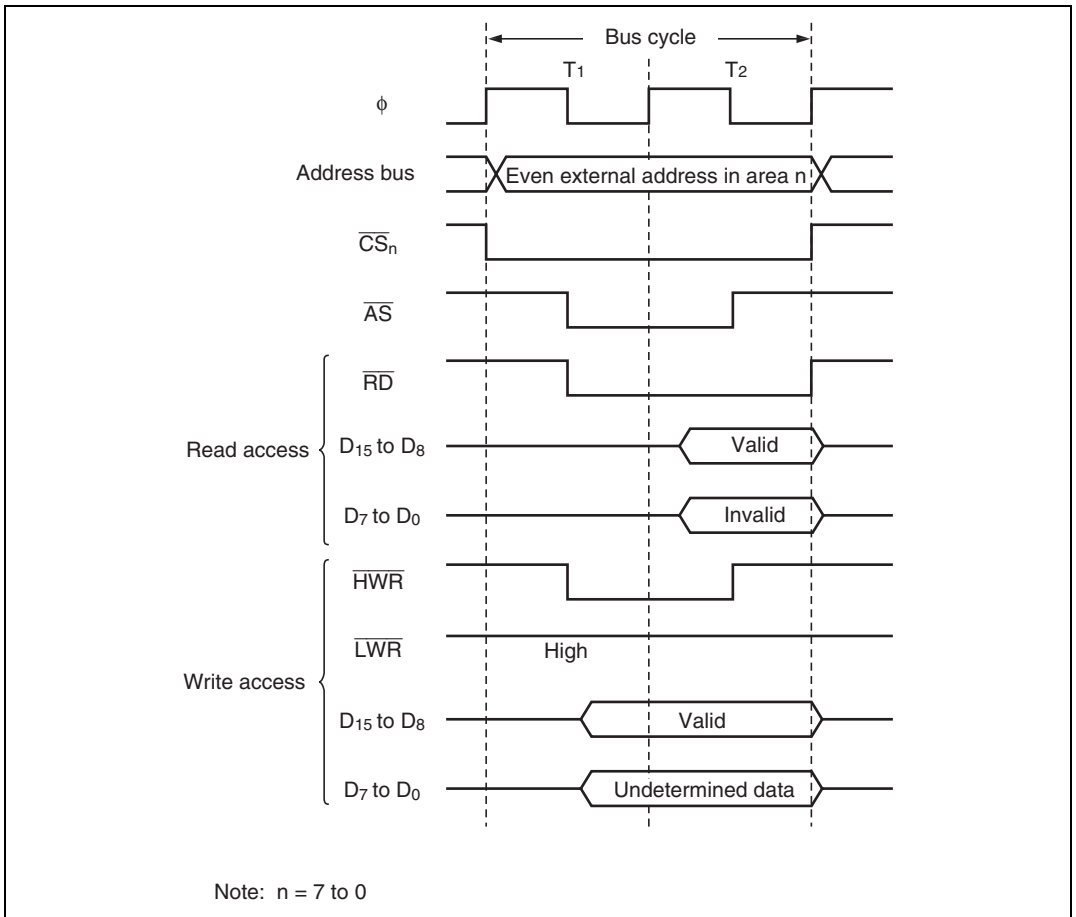 Bus cycle
T1 T2
φ
Address bus
Even external address in area n
CSn
AS
Read access
RD
D15 to D8
Valid
D7 to D0
Invalid
Write access
HWR
LWR
High
D15 to D8
Valid
D7 to D0
Undetermined data
Note: n = 7 to 0